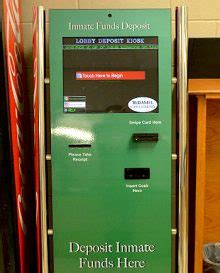 Inmate Funds Deposit
LOBBY DEPOSIT KIOSK
Touch Here to Begin
Swipe Card Here
Please Take
Receipt
Insert Cash
Here
Deposit Inmate
Funds Here